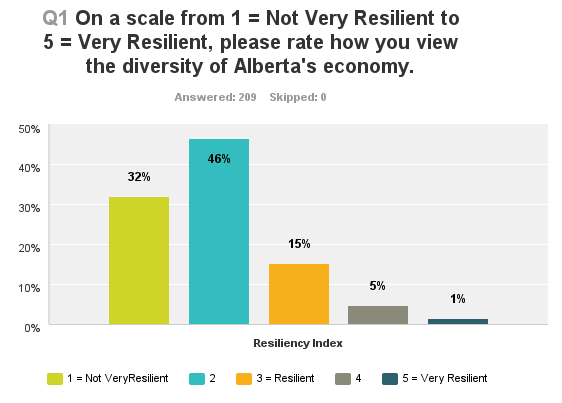 Q1 On a scale from 1 = Not Very Resilient to
5 = Very Resilient, please rate how you view
the diversity of Alberta's economy.
Answered: 209 Skipped: 0
50%
40%
30%
20%
10%
0%
32%
46%
15%
5%
1%
Resiliency Index
1 = Not VeryResilient 2 3 = Resilient 4 5 = Very Resilient